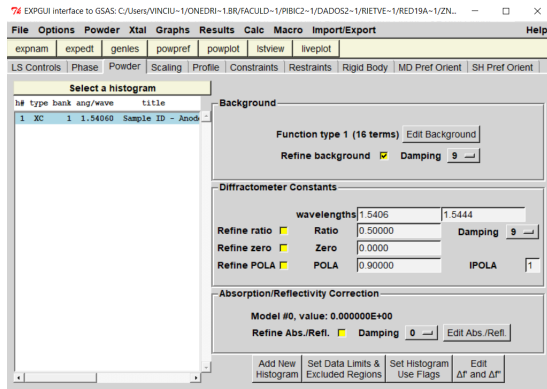 EXPGUI interface to GSAS: C:/Users/VINCIU~1/ONEDRI~1.BR/FACULD~1/PIBIC2~1/DADOS2~1/RIETVE~1/RED19A~1/ZN...
File Options Powder Xtal Graphs Results Calc Macro Import/Export Help
expnam expedt genles powpref powplot lstview liveplot
LS Controls Phase Powder Scaling Profile Constraints Restraints Rigid Body MD Pref Orient SH Pref Orient
Select a histogram
h# type bank ang/wave title
1 XC 1 1.54060 Sample ID - Anode
Background
Function type 1 (16 terms) Edit Background
Refine background Damping 9
Diffractometer Constants
wavelengths 1.5406 1.5444
Refine ratio Ratio 0.50000 Damping 9
Refine zero Zero 0.0000
Refine POLA POLA 0.90000 IPOLA 1
Absorption/Reflectivity Correction
Model #0, value: 0.000000E+00
Refine Abs./Refl. Damping 0 Edit Abs./Refl.
Add New Histogram Set Data Limits & Excluded Regions Set Histogram Use Flags Edit Δf' and Δf"